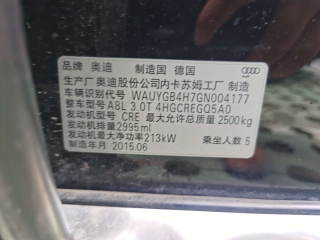 品牌 奥迪 制造国 德国
生产厂 奥迪股份公司内卡苏姆工厂 制造
车辆识别代号 WAUYGB4H7GN004177
整车型号 A8L 3.0T 4HGCREGQ5A0
发动机型号 CRE 最大允许总质量 2500kg
发动机排量 2995ml
发动机最大净功率 213kW 乘坐人数 5
制造年月 2015.06